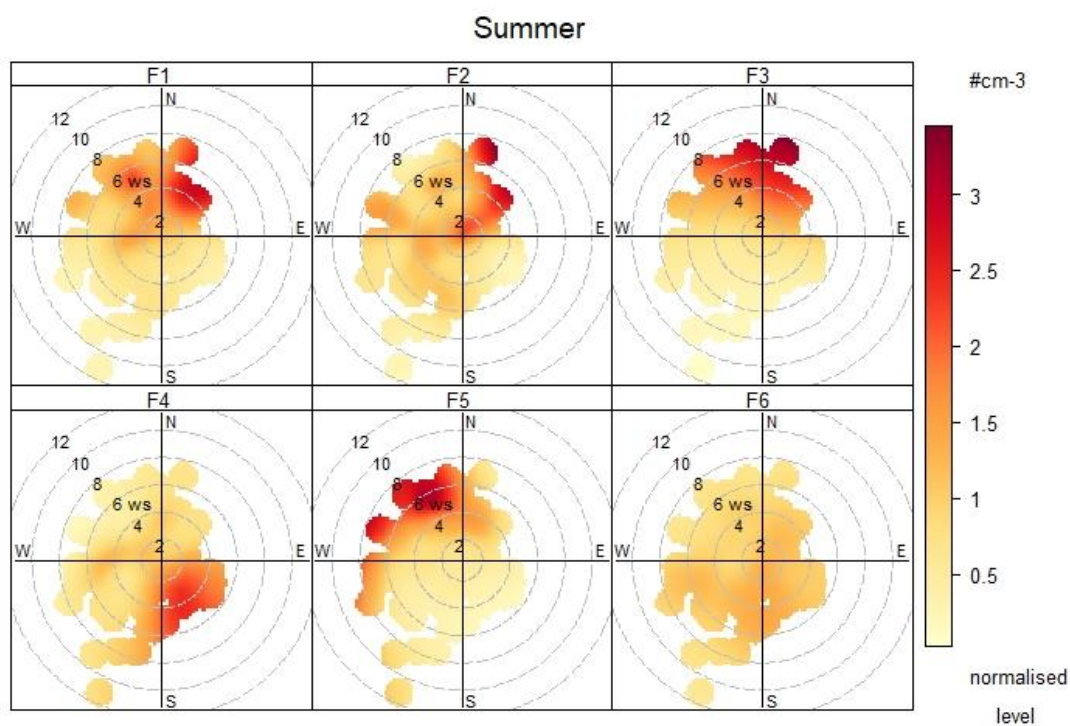 Summer
F1 F2 F3
#cm-3
N N N
12 12 12
10 10 10
8 8 8
6 ws 6 ws 6 ws
4 4 4
2 2 2
W E W E W E
S S S
F4 F5 F6
N N N
12 12 12
10 10 10
8 8 8
6 ws 6 ws 6 ws
4 4 4
2 2 2
W E W E W E
S S S
3
2.5
2
1.5
1
0.5
normalised
level